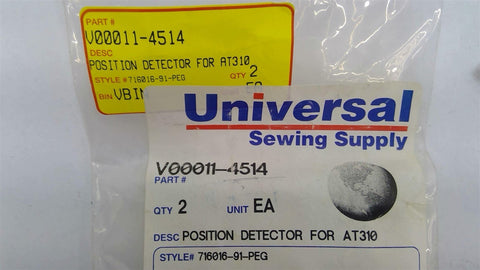 PART #
V00011-4514
DESC
POSITION DETECTOR FOR AT310
STYLE #716016-91-PEG QTY 2
BIN VBIN
Universal
Sewing Supply
V00011-4514
PART#
QTY 2 UNIT EA
DESC POSITION DETECTOR FOR AT310
STYLE# 716016-91-PEG